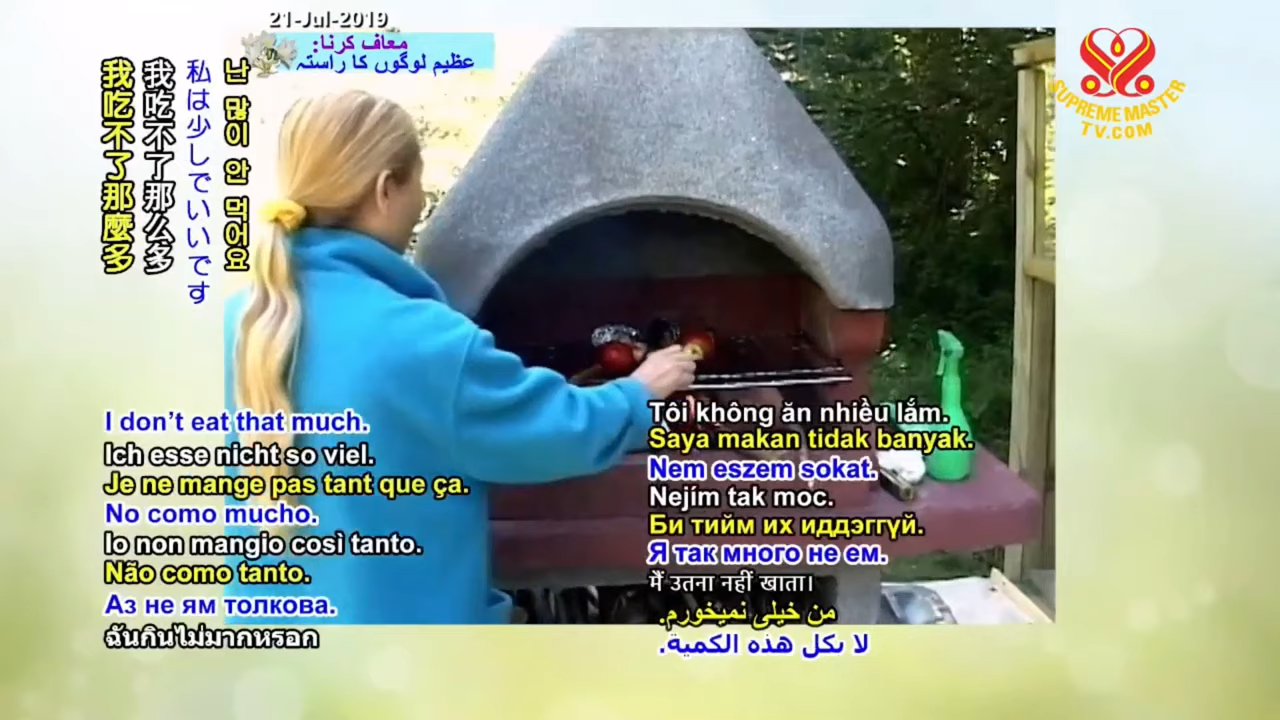 21-Jul-2019
معاف کرنا:
عظیم لوگوں کا راستہ
SUPREME MASTER
TV.COM
난 많이 안 먹어요
私は少しでいいです
我吃不了那么多
我吃不了那麼多
I don't eat that much.
Ich esse nicht so viel.
Je ne mange pas tant que ça.
No como mucho.
Io non mangio così tanto.
Não como tanto.
Аз не ям толкова.
ฉันกินไม่มากหรอก
Tôi không ăn nhiều lắm.
Saya makan tidak banyak.
Nem eszem sokat.
Nejím tak moc.
Би тийм их иддэггүй.
Я так много не ем.
मैं उतना नहीं खाता।
من خیلی نمیخورم.
لا نكل هذه الكمية.